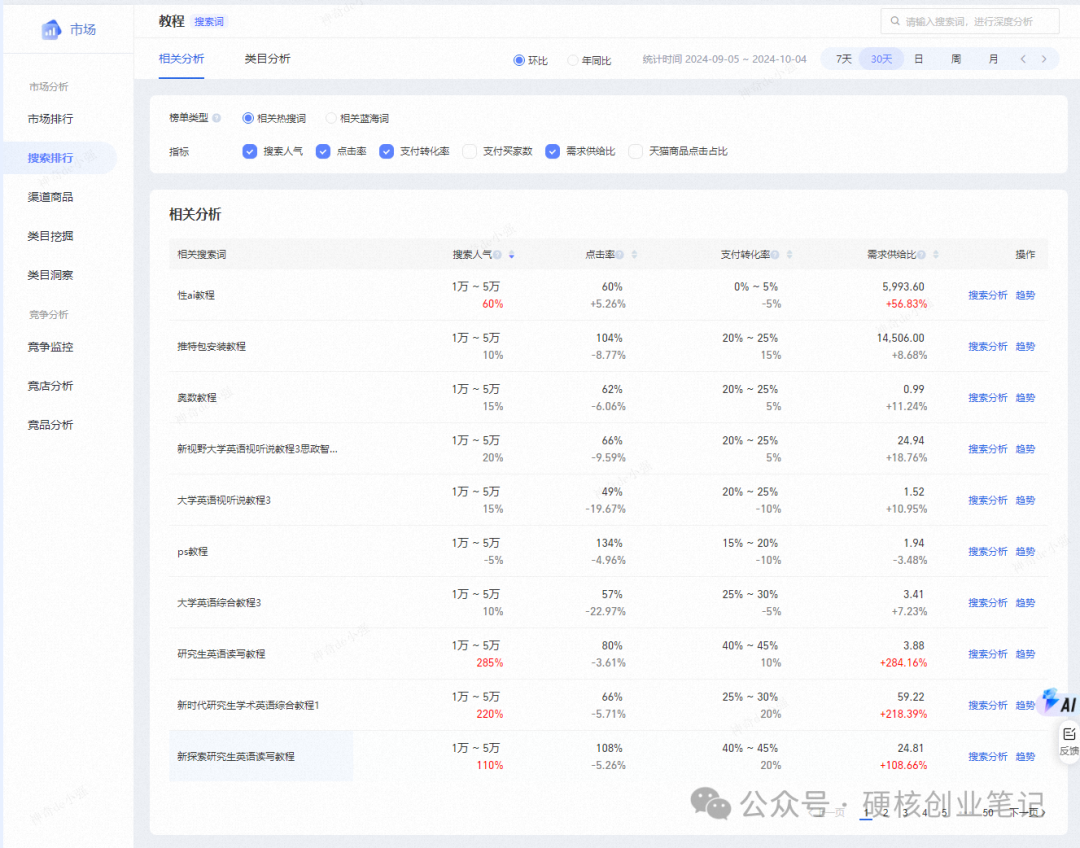 市场
市场分析
市场排行
搜索排行
渠道商品
类目挖掘
类目洞察
竞争分析
竞争监控
竞店分析
竞品分析
教程 搜索词
请输入搜索词，进行深度分析
相关分析 类目分析
环比 年同比 统计时间 2024-09-05 ~ 2024-10-04 7天 30天 日 周 月
榜单类型 相关热搜词 相关蓝海词
指标 搜索人气 点击率 支付转化率 支付买家数 需求供给比 天猫商品点击占比
相关分析
相关搜索词 搜索人气 点击率 支付转化率 需求供给比 操作
性ai教程 1万 ~ 5万 60% 0% ~ 5% 5,993.60 搜索分析 趋势
60% +5.26% -5% +56.83%
推特包安装教程 1万 ~ 5万 104% 20% ~ 25% 14,506.00 搜索分析 趋势
10% -8.77% 15% +8.68%
奥数教程 1万 ~ 5万 62% 20% ~ 25% 0.99 搜索分析 趋势
15% -6.06% 5% +11.24%
新视野大学英语视听说教程3思政智... 1万 ~ 5万 66% 20% ~ 25% 24.94 搜索分析 趋势
20% -9.59% 5% +18.76%
大学英语视听说教程3 1万 ~ 5万 49% 20% ~ 25% 1.52 搜索分析 趋势
15% -19.67% -10% +10.95%
ps教程 1万 ~ 5万 134% 15% ~ 20% 1.94 搜索分析 趋势
-5% -4.96% -10% -3.48%
大学英语综合教程3 1万 ~ 5万 57% 25% ~ 30% 3.41 搜索分析 趋势
10% -22.97% -5% +7.23%
研究生英语读写教程 1万 ~ 5万 80% 40% ~ 45% 3.88 搜索分析 趋势
285% -3.61% 10% +284.16%
新时代研究生学术英语综合教程1 1万 ~ 5万 66% 25% ~ 30% 59.22 搜索分析 趋势
220% -5.71% 20% +218.39%
新探索研究生英语读写教程 1万 ~ 5万 108% 40% ~ 45% 24.81 搜索分析 趋势
110% -5.26% 20% +108.66%
AI
反馈
公众号 · 硬核创业笔记
上一页 1 2 3 4 5 ... 50 下一页